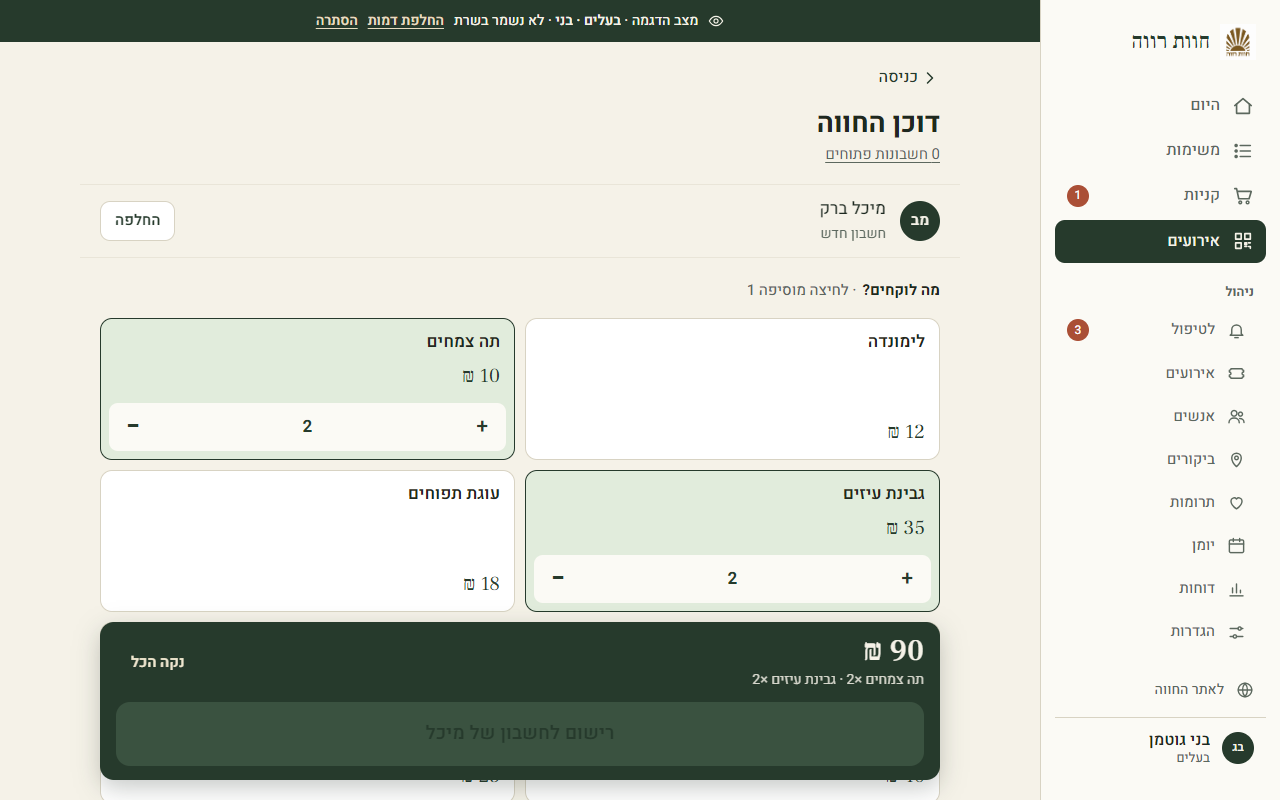 מצב הדגמה · בעלים · בני · לא נשמר בשרת החלפת דמות הסתרה
חוות רווה
היום
משימות
קניות 1
אירועים
ניהול
לטיפול 3
אירועים
אנשים
ביקורים
תרומות
יומן
דוחות
הגדרות
לאתר החווה
בג בני גוטמן
בעלים
כניסה
דוכן החווה
0 חשבונות פתוחים
מב מיכל ברק
חשבון חדש
החלפה
מה לוקחים? · לחיצה מוסיפה 1
לימונדה
12 ₪
תה צמחים
10 ₪
+ 2 −
גבינת עיזים
35 ₪
+ 2 −
עוגת תפוחים
18 ₪
90 ₪
תה צמחים ×2 · גבינת עיזים ×2
נקה הכל
רישום לחשבון של מיכל